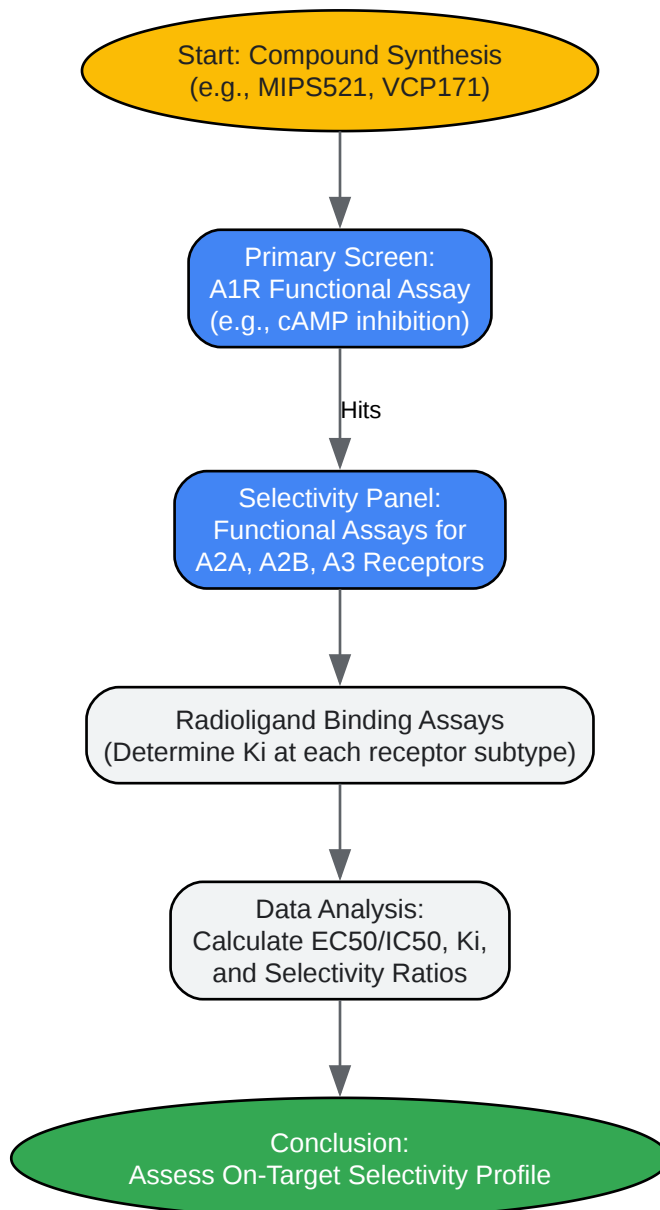 Start: Compound Synthesis
(e.g., MIPS521, VCP171)
Primary Screen:
A1R Functional Assay
(e.g., cAMP inhibition)
Hits
Selectivity Panel:
Functional Assays for
A2A, A2B, A3 Receptors
Radioligand Binding Assays
(Determine Ki at each receptor subtype)
Data Analysis:
Calculate EC50/IC50, Ki,
and Selectivity Ratios
Conclusion:
Assess On-Target Selectivity Profile